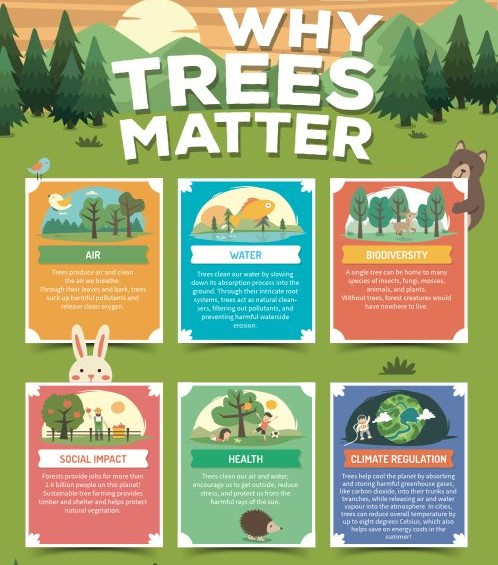 WHY
TREES
MATTER
AIR
Trees produce air and clean
the air we breathe.
Through their leaves and bark, trees
suck up harmful pollutants and
release clean oxygen.
WATER
Trees clean our water by slowing
down its absorption process into the
ground. Through their intricate root
systems, trees act as natural clean-
sers, filtering out pollutants, and
preventing harmful waterside
erosion.
BIODIVERSITY
A single tree can be home to many
species of insects, fungi, mosses,
animals, and plants.
Without trees, forest creatures would
have nowhere to live.
SOCIAL IMPACT
Forests provide jobs for more than
1.6 billion people on this planet!
Sustainable tree farming provides
timber and shelter and helps protect
natural vegetation.
HEALTH
Trees clean our air and water,
encourage us to get outside, reduce
stress, and protect us from the
harmful rays of the sun.
CLIMATE REGULATION
Trees help cool the planet by absorbing
and storing harmful greenhouse gases,
like carbon dioxide, into their trunks and
branches, while releasing air and water
vapour into the atmosphere. In cities,
trees can reduce overall temperature by
up to eight degrees Celsius, which also
helps save on energy costs in the
summer!